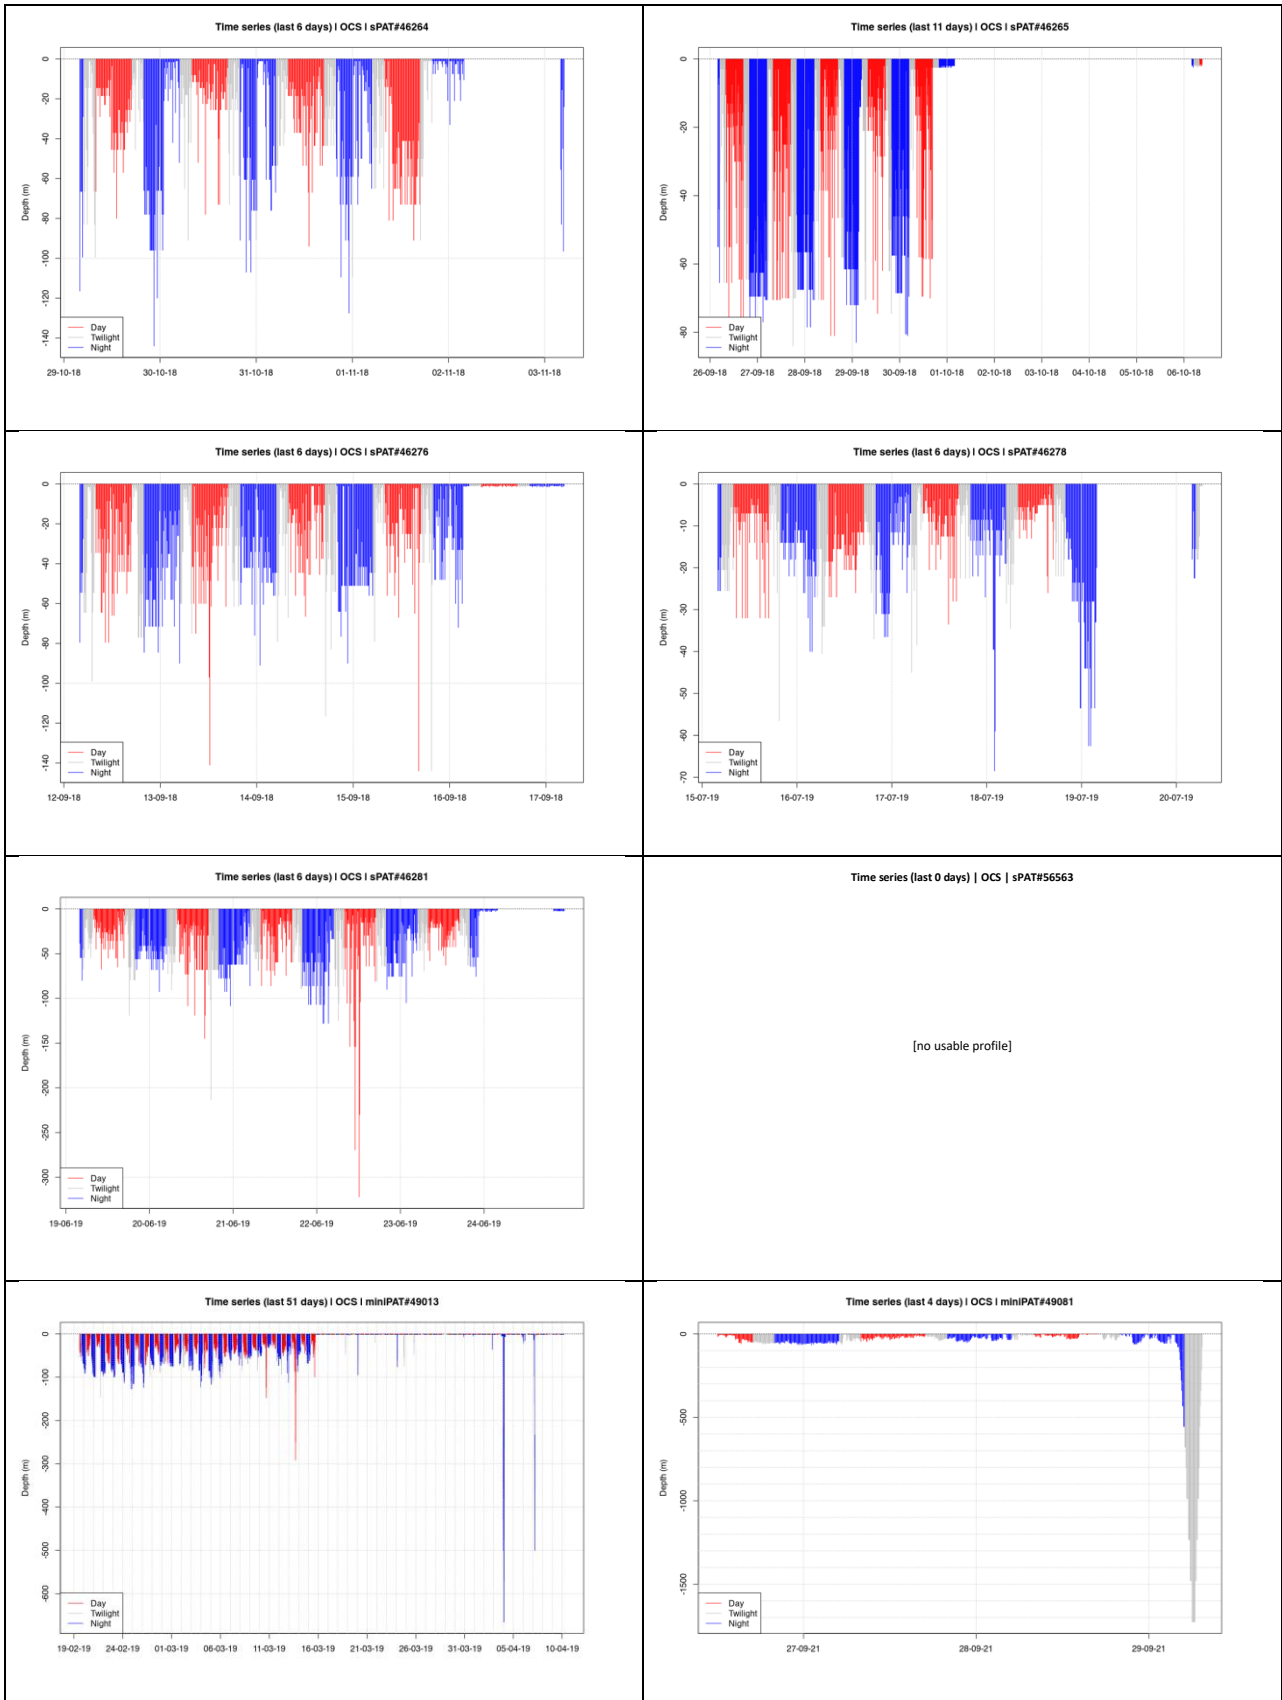 Time series (last 6 days) | OCS | sPAT#46264
Depth (m)
0
-20
-40
-60
-80
-100
-120
-140
Day
Twilight
Night
29-10-18 30-10-18 31-10-18 01-11-18 02-11-18 03-11-18
Time series (last 11 days) | OCS | sPAT#46265
Depth (m)
0
-20
-40
-60
-80
Day
Twilight
Night
26-09-18 27-09-18 28-09-18 29-09-18 30-09-18 01-10-18 02-10-18 03-10-18 04-10-18 05-10-18 06-10-18
Time series (last 6 days) | OCS | sPAT#46276
Depth (m)
0
-20
-40
-60
-80
-100
-120
-140
Day
Twilight
Night
12-09-18 13-09-18 14-09-18 15-09-18 16-09-18 17-09-18
Time series (last 6 days) | OCS | sPAT#46278
Depth (m)
0
-10
-20
-30
-40
-50
-60
-70
Day
Twilight
Night
15-07-19 16-07-19 17-07-19 18-07-19 19-07-19 20-07-19
Time series (last 6 days) | OCS | sPAT#46281
Depth (m)
0
-50
-100
-150
-200
-250
-300
Day
Twilight
Night
19-06-19 20-06-19 21-06-19 22-06-19 23-06-19 24-06-19
Time series (last 0 days) | OCS | sPAT#56563
[no usable profile]
Time series (last 51 days) | OCS | miniPAT#49013
Depth (m)
0
-100
-200
-300
-400
-500
-600
Day
Twilight
Night
19-02-19 24-02-19 01-03-19 06-03-19 11-03-19 16-03-19 21-03-19 26-03-19 31-03-19 05-04-19 10-04-19
Time series (last 4 days) | OCS | miniPAT#49081
Depth (m)
0
-500
-1000
-1500
Day
Twilight
Night
27-09-21 28-09-21 29-09-21